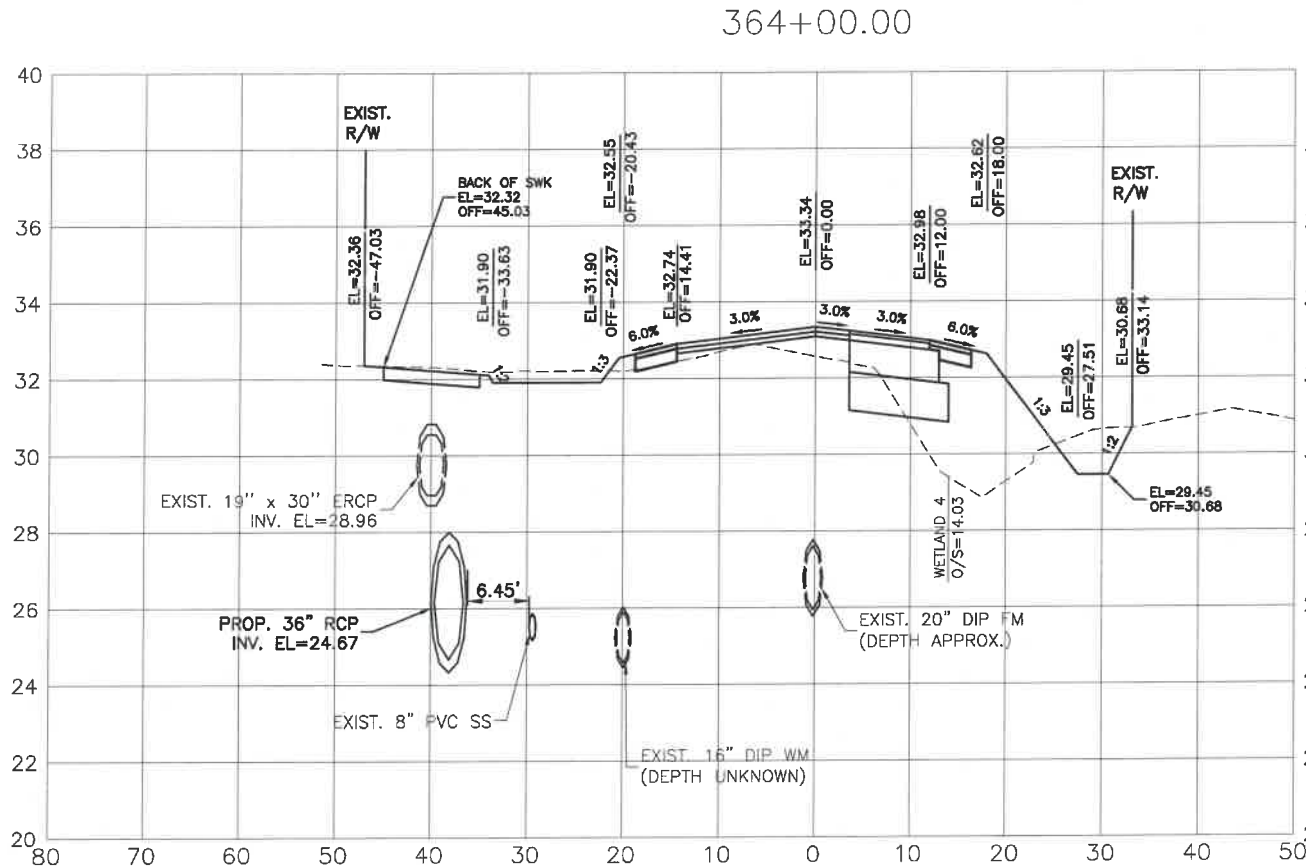 364+00.00
40
38
36
34
32
30
28
26
24
22
20
80
70
60
50
40
30
20
10
0
10
20
30
40
50
EXIST.
R/W
EL=32.36
OFF=-47.03
BACK OF SWK
EL=32.32
OFF=45.03
EL=31.90
OFF=-33.63
EL=31.90
OFF=-22.37
EL=32.55
OFF=-20.43
EL=32.74
OFF=14.41
EL=33.34
OFF=0.00
EL=32.98
OFF=12.00
EL=32.62
OFF=18.00
EL=29.45
OFF=27.51
EL=30.68
OFF=33.14
EXIST.
R/W
1:3
6.0%
3.0%
3.0%
3.0%
6.0%
1:3
1:2
EL=29.45
OFF=30.68
WETLAND 4
O/S=14.03
EXIST. 19" x 30" ERCP
INV. EL=28.96
PROP. 36" RCP
INV. EL=24.67
6.45'
EXIST. 8" PVC SS
EXIST. 16" DIP WM
(DEPTH UNKNOWN)
EXIST. 20" DIP FM
(DEPTH APPROX.)